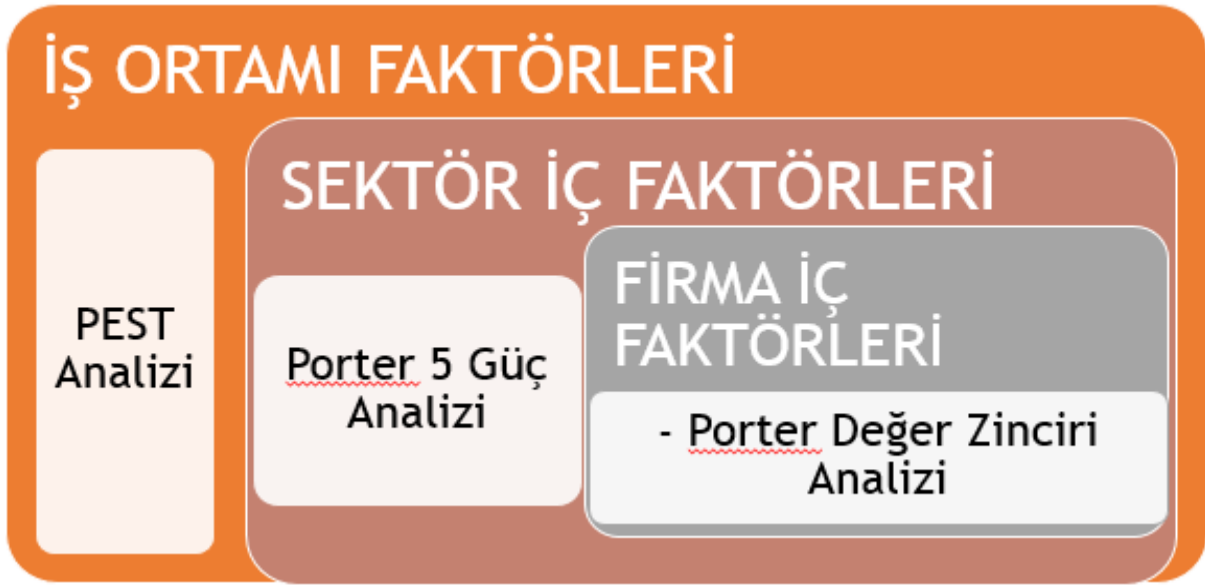 İŞ ORTAMI FAKTÖRLERİ
SEKTÖR İÇ FAKTÖRLERİ
FİRMA İÇ
FAKTÖRLERİ
PEST
Analizi
Porter 5 Güç
Analizi
- Porter Değer Zinciri
Analizi